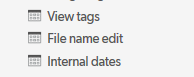 View tags
File name edit
Internal dates